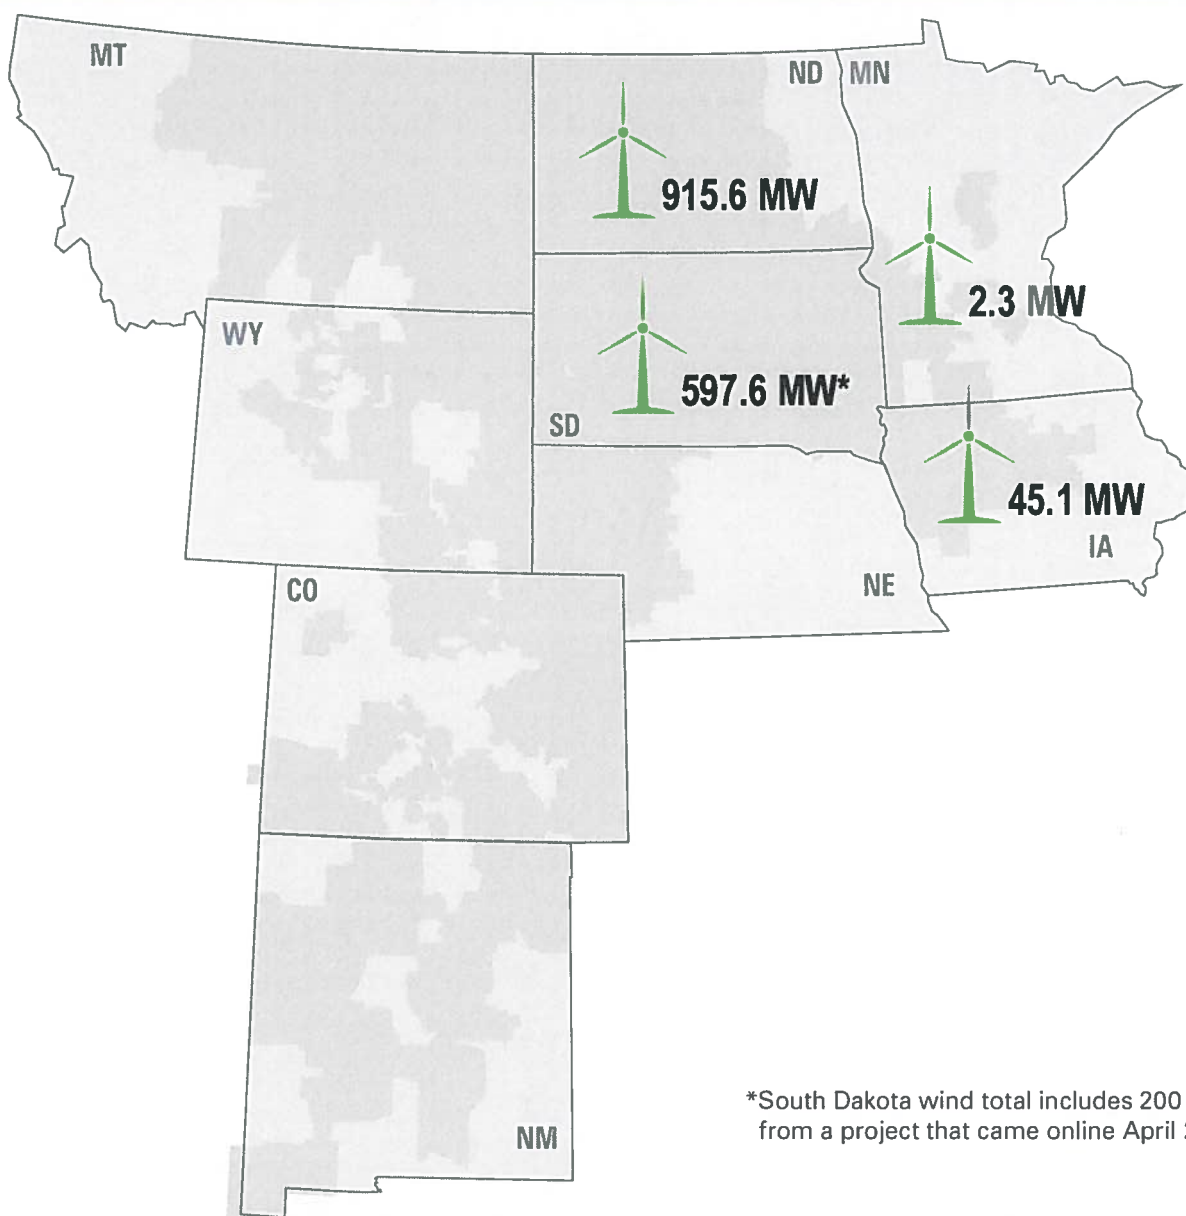 MT
ND
MN
915.6 MW
2.3 MW
WY
597.6 MW*
SD
45.1 MW
IA
NE
CO
*South Dakota wind total includes 200
from a project that came online April
NM